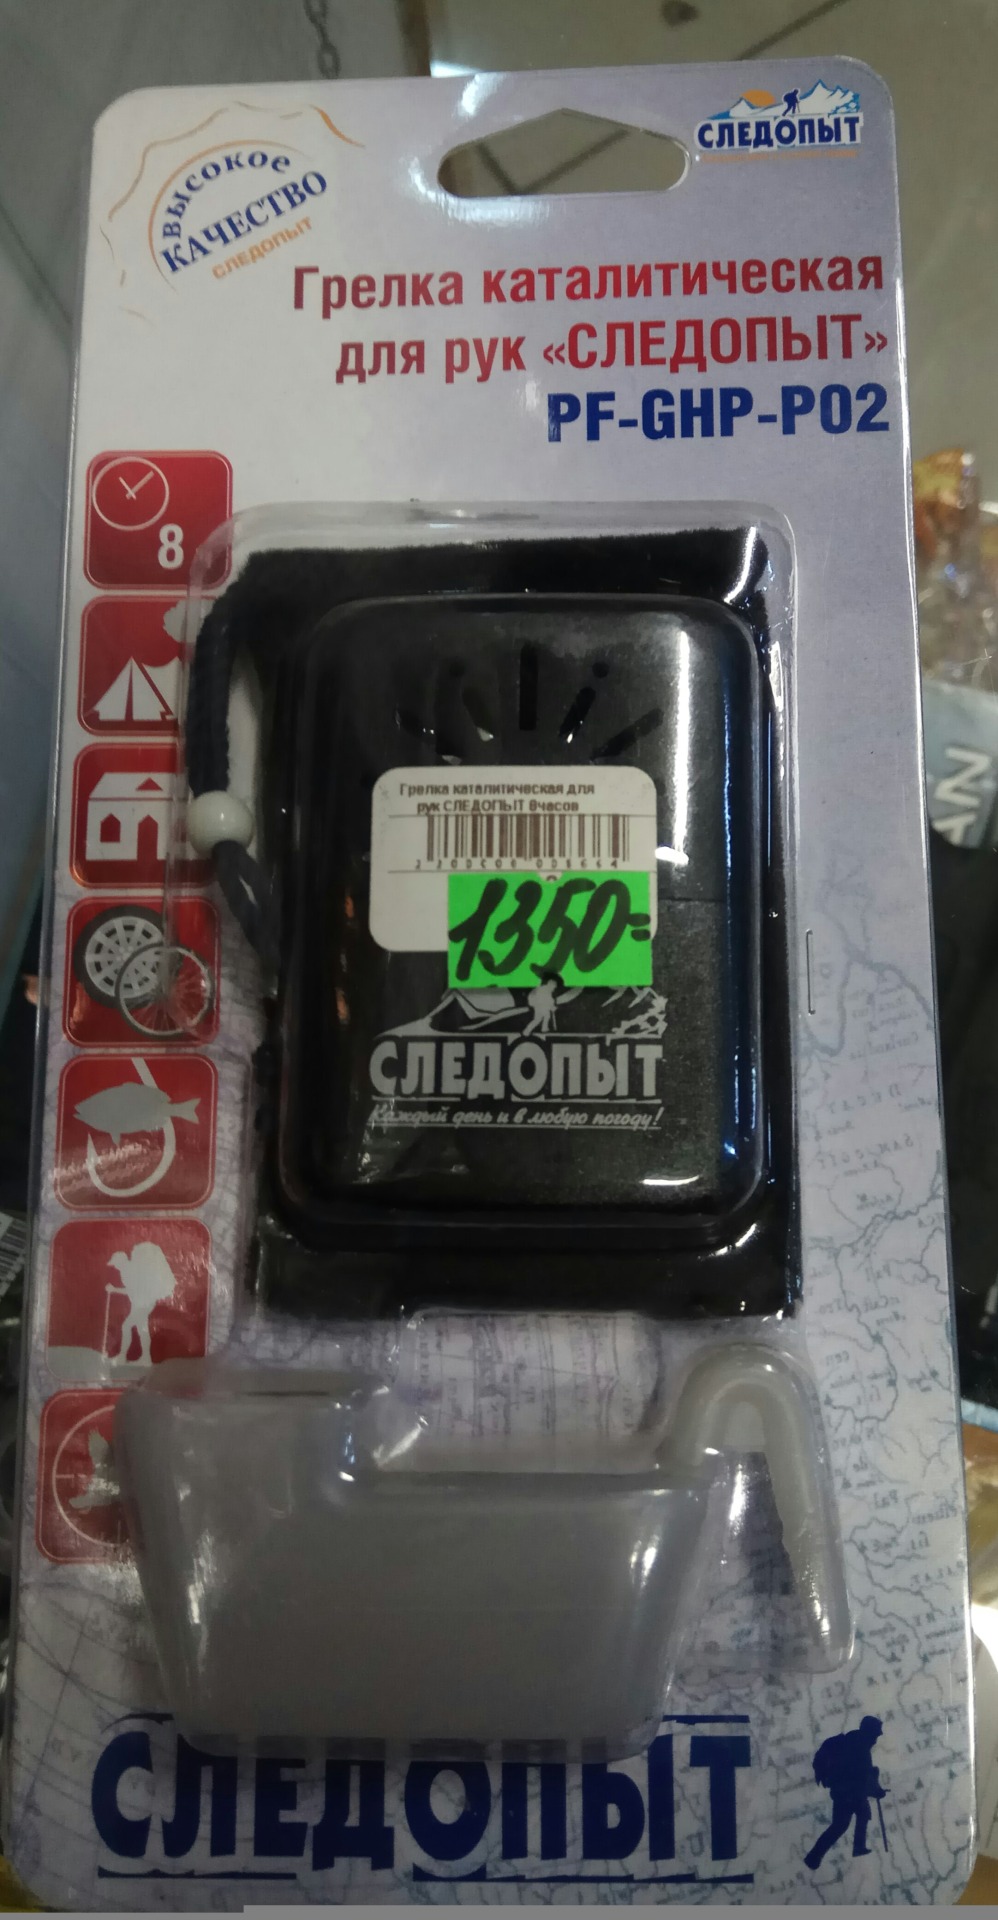 ВЫСОКОЕ
КАЧЕСТВО
СЛЕДОПЫТ
СЛЕДОПЫТ
Грелка каталитическая
для рук «СЛЕДОПЫТ»
PF-GHP-P02
8
Грелка каталитическая для
рук СЛЕДОПЫТ 8часов
1350=
СЛЕДОПЫТ
Каждый день и в любую погоду!
СЛЕДОПЫТ